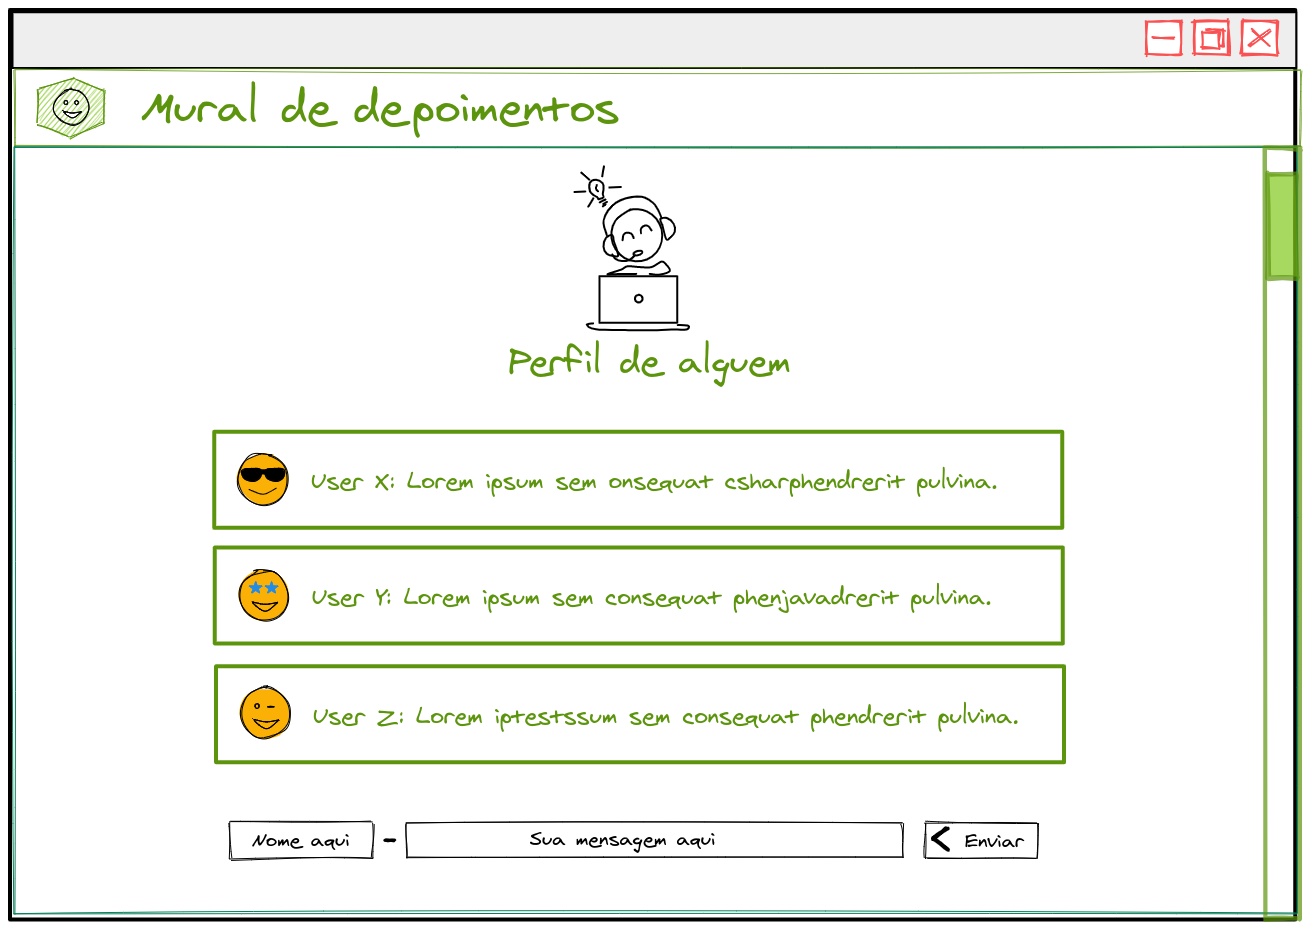 Mural de depoimentos
Perfil de alguem
User X: Lorem ipsum sem onsequat csharphendrerit pulvina.
User Y: Lorem ipsum sem consequat phenjavadrerit pulvina.
User Z: Lorem iptestssum sem consequat phendrerit pulvina.
Nome aqui - Sua mensagem aqui < Enviar